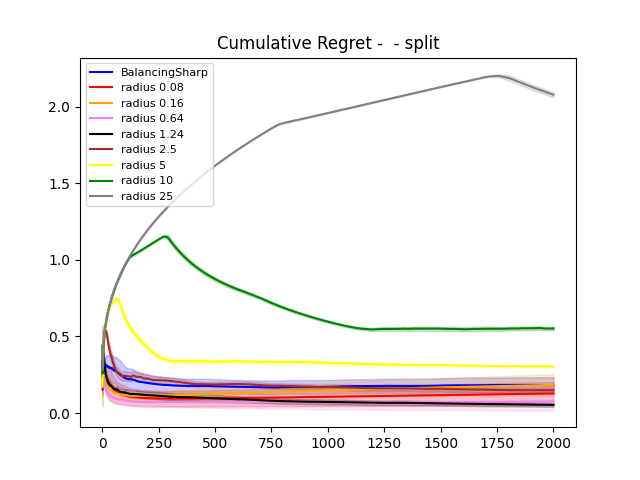 Cumulative Regret -  - split
BalancingSharp
radius 0.08
radius 0.16
radius 0.64
radius 1.24
radius 2.5
radius 5
radius 10
radius 25
2.0
1.5
1.0
0.5
0.0
0 250 500 750 1000 1250 1500 1750 2000